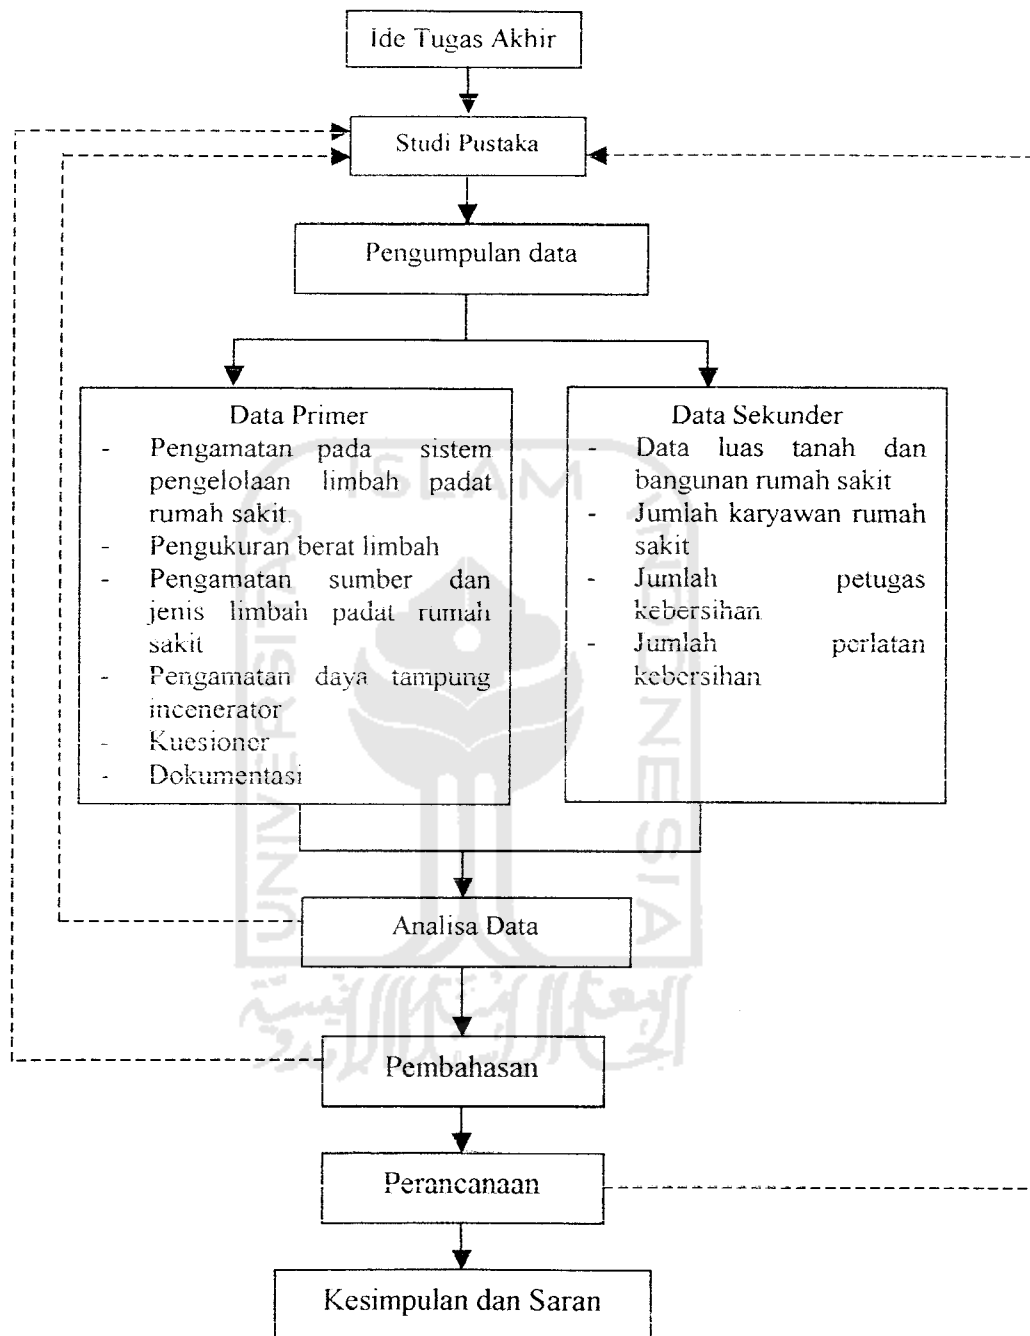 Ide Tugas Akhir
Studi Pustaka
Pengumpulan data
Data Primer
- Pengamatan pada sistem
pengelolaan limbah padat
rumah sakit.
- Pengukuran berat limbah
- Pengamatan sumber dan
jenis limbah padat rumah
sakit
- Pengamatan daya tampung
incenerator
- Kuesioner
- Dokumentasi
Data Sekunder
- Data luas tanah dan
bangunan rumah sakit
- Jumlah karyawan rumah
sakit
- Jumlah petugas
kebersihan
- Jumlah perlatan
kebersihan
Analisa Data
Pembahasan
Perancanaan
Kesimpulan dan Saran
UNIVERSITAS
ISLAM
INDONESIA